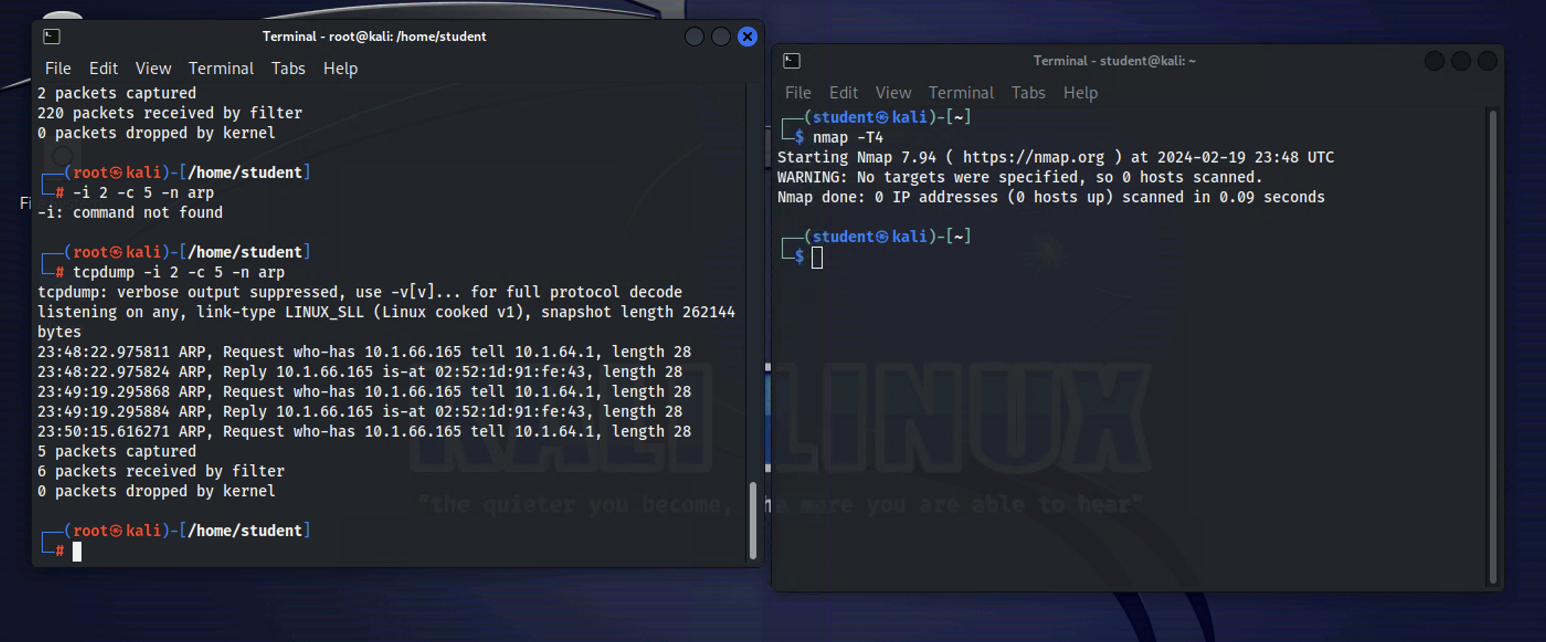 Terminal - root@kali: /home/student
File Edit View Terminal Tabs Help
2 packets captured
220 packets received by filter
0 packets dropped by kernel
┌──(root㉿kali)-[/home/student]
└─# -i 2 -c 5 -n arp
-i: command not found
┌──(root㉿kali)-[/home/student]
└─# tcpdump -i 2 -c 5 -n arp
tcpdump: verbose output suppressed, use -v[v]... for full protocol decode
listening on any, link-type LINUX_SLL (Linux cooked v1), snapshot length 262144
bytes
23:48:22.975811 ARP, Request who-has 10.1.66.165 tell 10.1.64.1, length 28
23:48:22.975824 ARP, Reply 10.1.66.165 is-at 02:52:1d:91:fe:43, length 28
23:49:19.295868 ARP, Request who-has 10.1.66.165 tell 10.1.64.1, length 28
23:49:19.295884 ARP, Reply 10.1.66.165 is-at 02:52:1d:91:fe:43, length 28
23:50:15.616271 ARP, Request who-has 10.1.66.165 tell 10.1.64.1, length 28
5 packets captured
6 packets received by filter
0 packets dropped by kernel
┌──(root㉿kali)-[/home/student]
└─#
Terminal - student@kali: ~
File Edit View Terminal Tabs Help
┌──(student㉿kali)-[~]
└─$ nmap -T4
Starting Nmap 7.94 ( https://nmap.org ) at 2024-02-19 23:48 UTC
WARNING: No targets were specified, so 0 hosts scanned.
Nmap done: 0 IP addresses (0 hosts up) scanned in 0.09 seconds
┌──(student㉿kali)-[~]
└─$
KALI LINUX
"the quieter you become, the more you are able to hear"